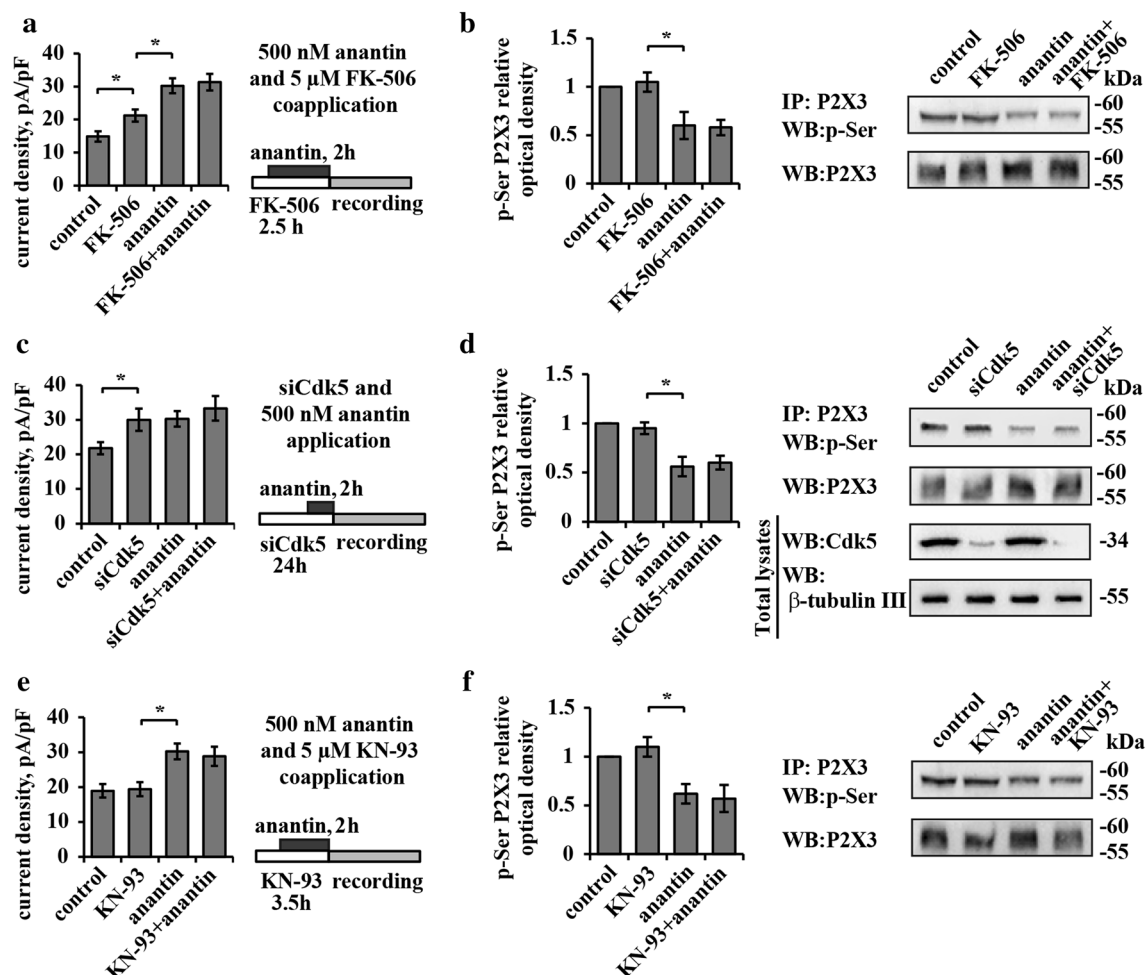 a
current density, pA/pF
40
30
20
10
0
*
*
control
FK-506
anantin
FK-506+anantin
500 nM anantin
and 5 µM FK-506
coapplication
anantin, 2h
FK-506 recording
2.5 h
b
p-Ser P2X3 relative
optical density
1.5
1
0.5
0
*
control
FK-506
anantin
FK-506+anantin
control
FK-506
anantin
anantin+
FK-506
kDa
IP: P2X3
WB:p-Ser
-60
-55
WB:P2X3
-60
-55
c
current density, pA/pF
40
30
20
10
0
*
control
siCdk5
anantin
siCdk5+anantin
siCdk5 and
500 nM anantin
application
anantin, 2h
siCdk5 recording
24h
d
p-Ser P2X3 relative
optical density
1.5
1
0.5
0
*
control
siCdk5
anantin
siCdk5+anantin
control
siCdk5
anantin
anantin+
siCdk5
kDa
IP: P2X3
WB:p-Ser
-60
-55
WB:P2X3
-60
-55
Total lysates
WB:Cdk5
-34
WB:
β-tubulin III
-55
e
current density, pA/pF
40
30
20
10
0
*
control
KN-93
anantin
KN-93+anantin
500 nM anantin
and 5 µM KN-93
coapplication
anantin, 2h
KN-93 recording
3.5h
f
p-Ser P2X3 relative
optical density
1.5
1
0.5
0
*
control
KN-93
anantin
KN-93+anantin
control
KN-93
anantin
anantin+
KN-93
kDa
IP: P2X3
WB:p-Ser
-60
-55
WB:P2X3
-60
-55